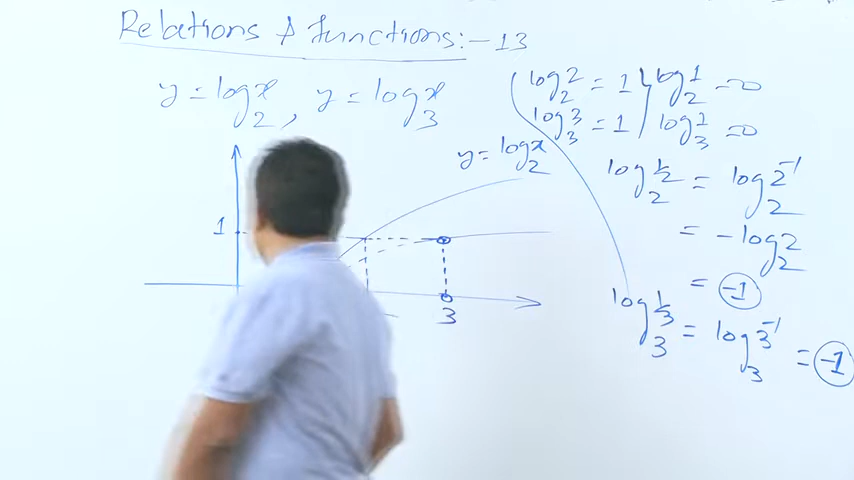 Relations & functions:-13
y = log₂x, y = log₃x
log₂2 = 1
log₃3 = 1
log₂1 = 0
log₃1 = 0
y = log₂x
1
3
log₂1/2 = log₂2⁻¹
= -log₂2
= -1
log₃1/3 = log₃3⁻¹ = -1